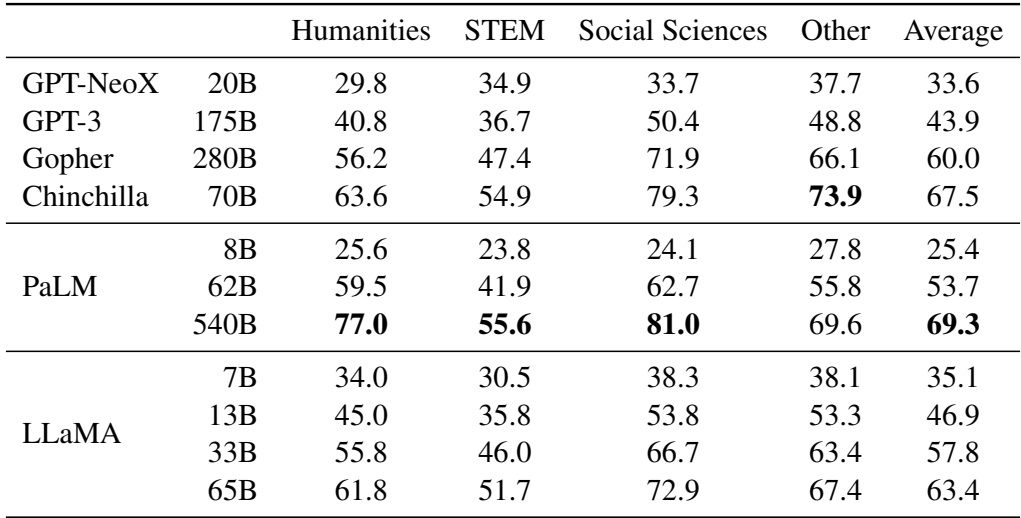 Humanities STEM Social Sciences Other Average
GPT-NeoX 20B 29.8 34.9 33.7 37.7 33.6
GPT-3 175B 40.8 36.7 50.4 48.8 43.9
Gopher 280B 56.2 47.4 71.9 66.1 60.0
Chinchilla 70B 63.6 54.9 79.3 73.9 67.5
8B 25.6 23.8 24.1 27.8 25.4
PaLM 62B 59.5 41.9 62.7 55.8 53.7
540B 77.0 55.6 81.0 69.6 69.3
7B 34.0 30.5 38.3 38.1 35.1
LLaMA
13B 45.0 35.8 53.8 53.3 46.9
33B 55.8 46.0 66.7 63.4 57.8
65B 61.8 51.7 72.9 67.4 63.4